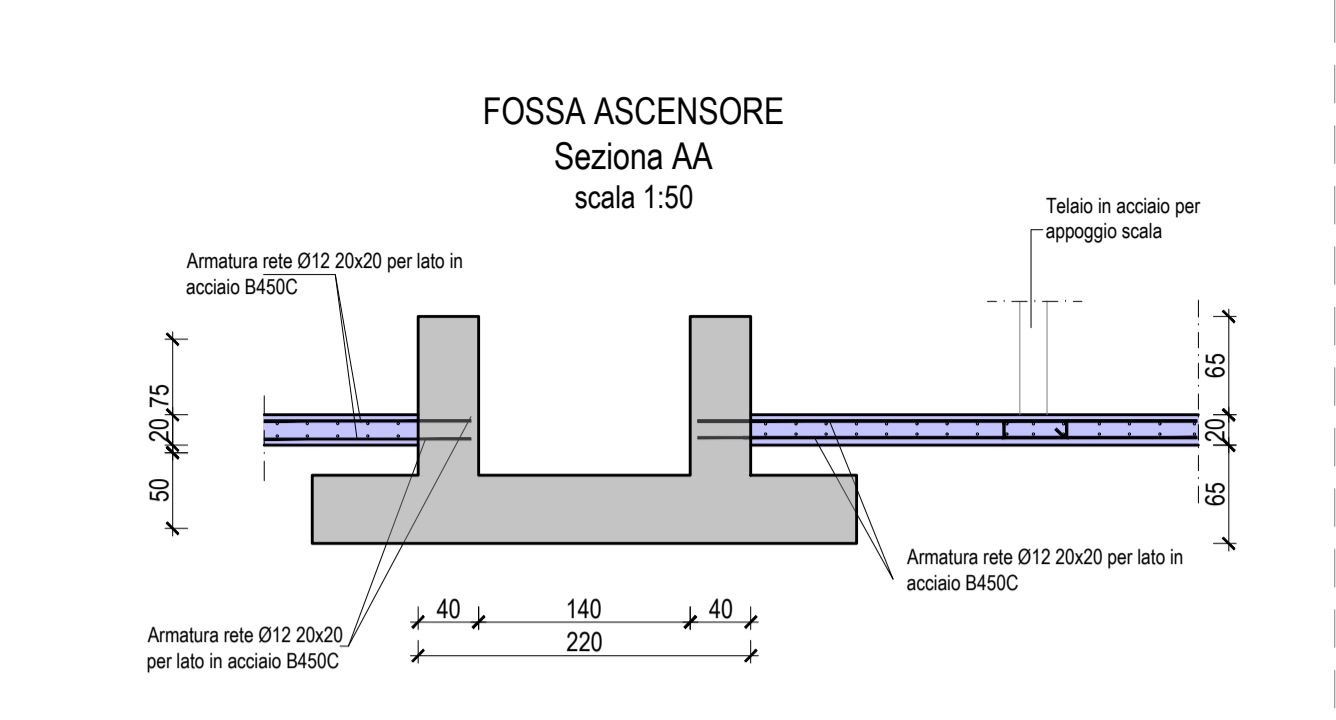 FOSSA ASCENSORE
Seziona AA
scala 1:50
Telaio in acciaio per
appoggio scala
Armatura rete Ø12 20x20 per lato in
acciaio B450C
75
20
50
65
20
65
Armatura rete Ø12 20x20 per lato in
acciaio B450C
40 140 40
220
Armatura rete Ø12 20x20
per lato in acciaio B450C